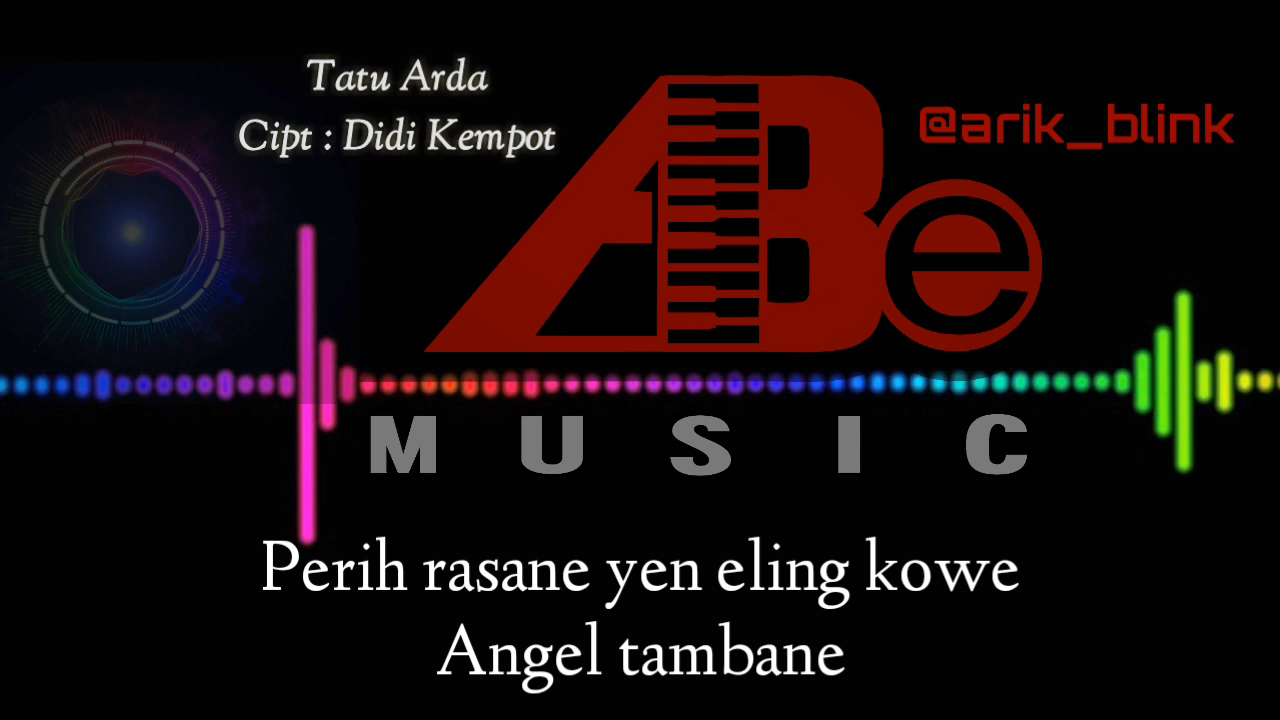 Tatu Arda
Cipt : Didi Kempot
@arik_blink
ABe
MUSIC
Perih rasane yen eling kowe
Angel tambane